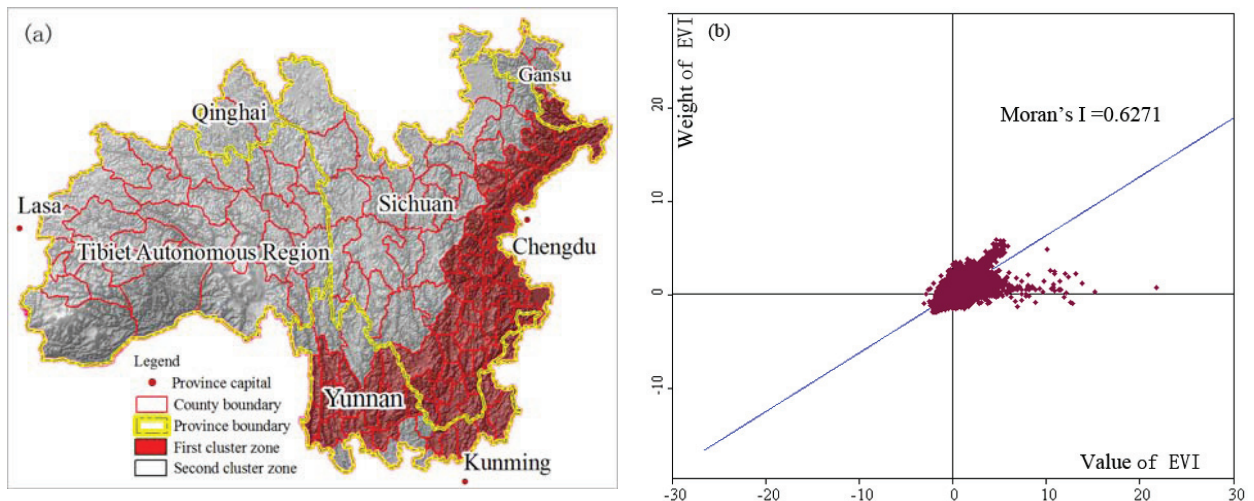 (a)
Gansu
Qinghai
Lasa
Sichuan
Tibiet Autonomous Region
Chengdu
Legend
Province capital
County boundary
Province boundary
First cluster zone
Second cluster zone
Yunnan
Kunming
(b)
Weight of EVI
30
20
10
0
-10
Moran's I =0.6271
Value of EVI
-30
-20
-10
0
10
20
30